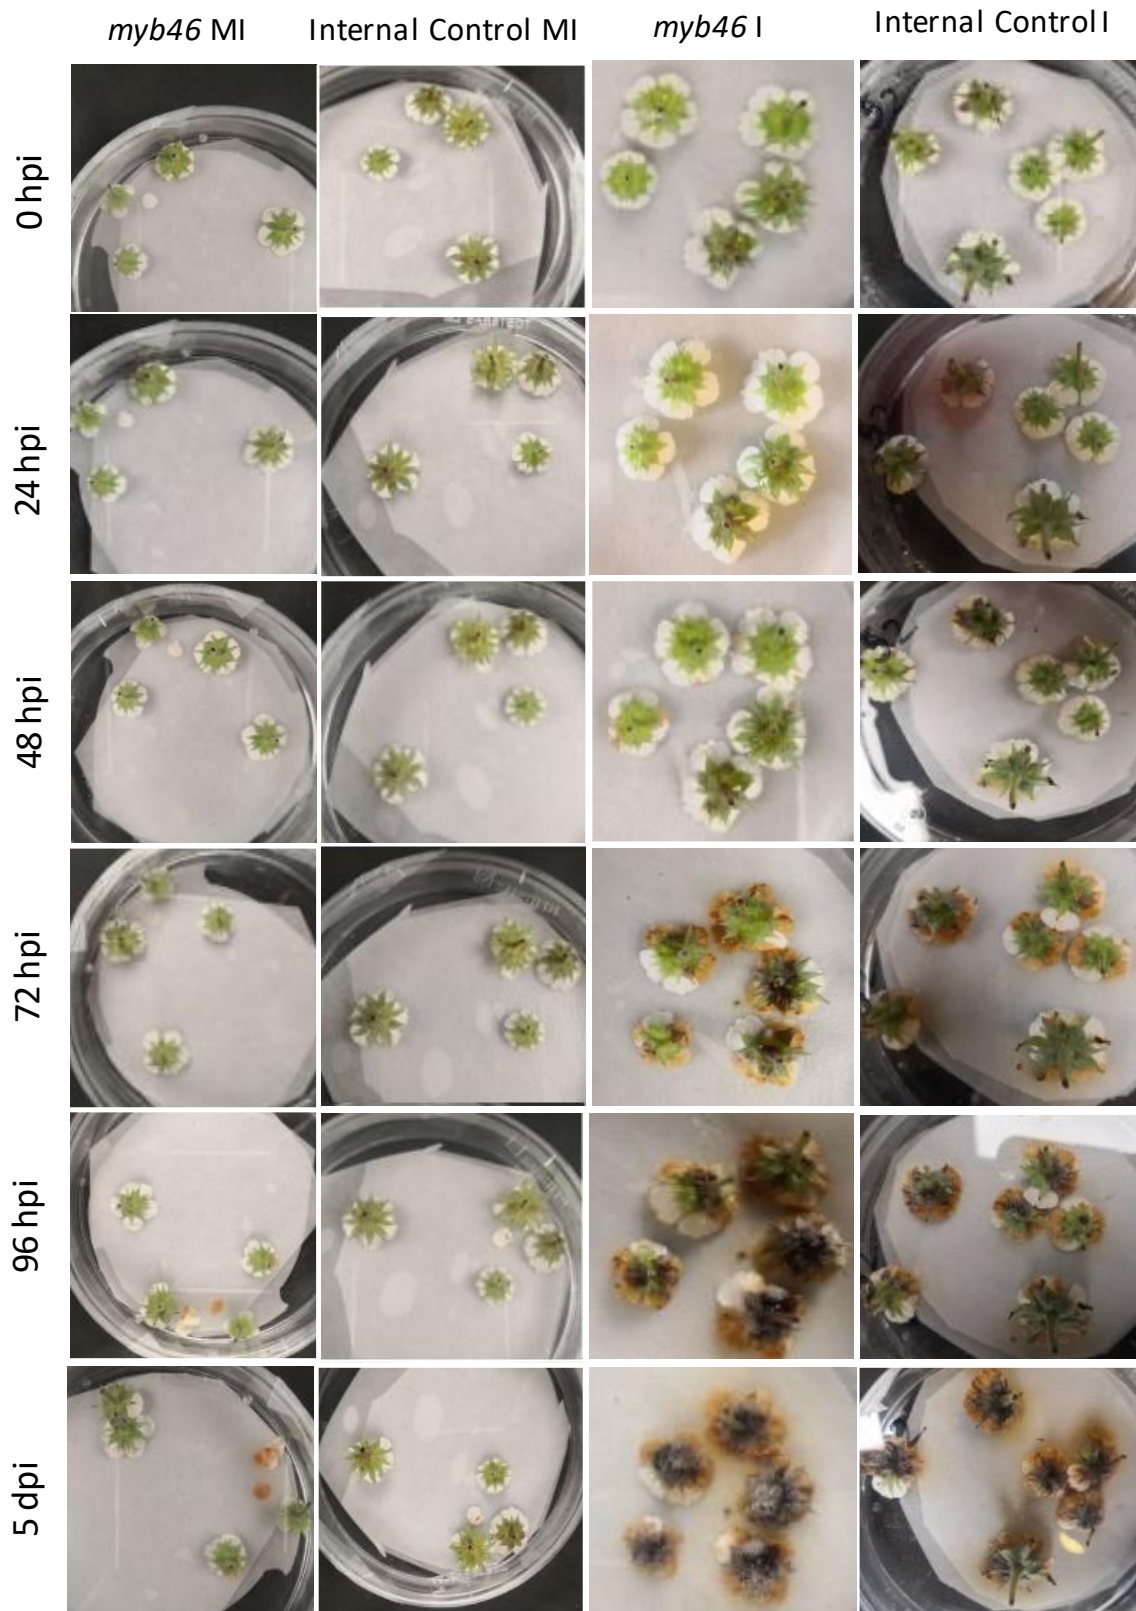 myb46 MI Internal Control MI myb46 I Internal Control I
0 hpi
24 hpi
48 hpi
72 hpi
96 hpi
5 dpi